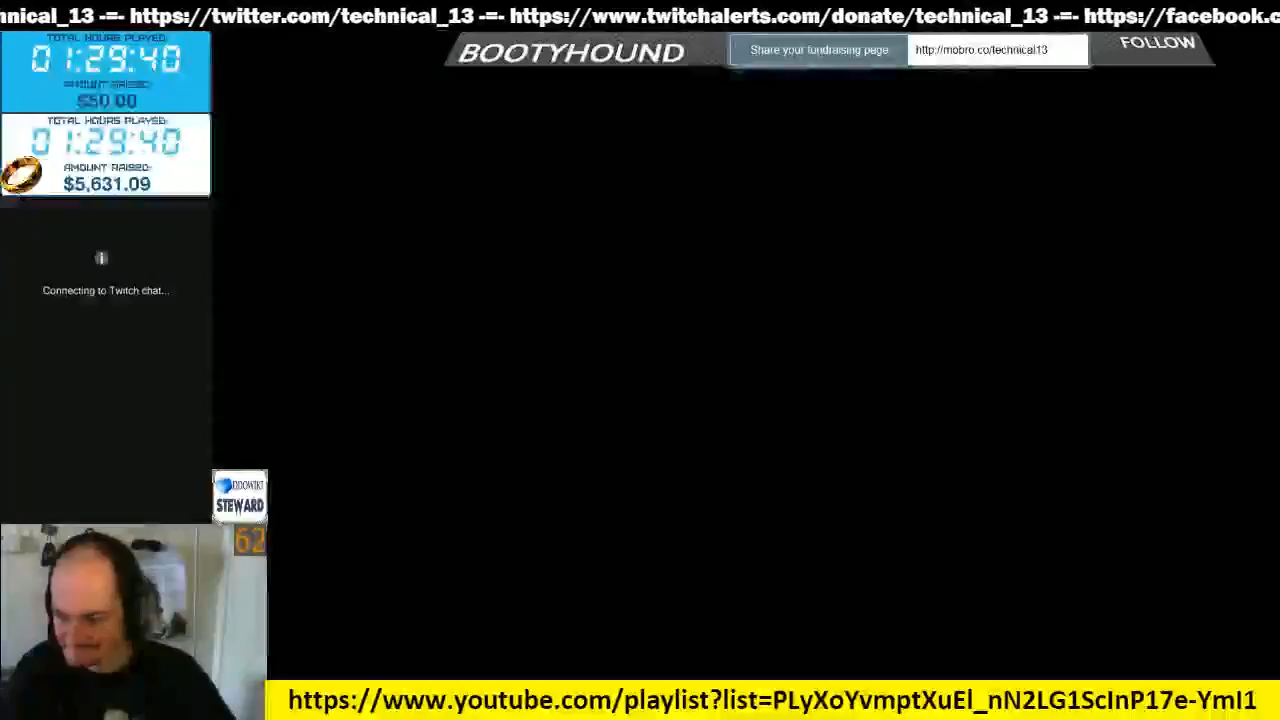 nical_13 -=- https://twitter.com/technical_13 -=- https://www.twitchalerts.com/donate/technical_13 -=- https://facebook.c
TOTAL HOURS PLAYED:
01:29:40
AMOUNT RAISED:
$50.00
TOTAL HOURS PLAYED:
01:29:40
AMOUNT RAISED:
$5,631.09
BOOTYHOUND
Share your fundraising page
http://mobro.co/technical13
FOLLOW
i
Connecting to Twitch chat...
DDOWIKI
STEWARD
62
https://www.youtube.com/playlist?list=PLyXoYvmptXuEl_nN2LG1ScInP17e-YmI1